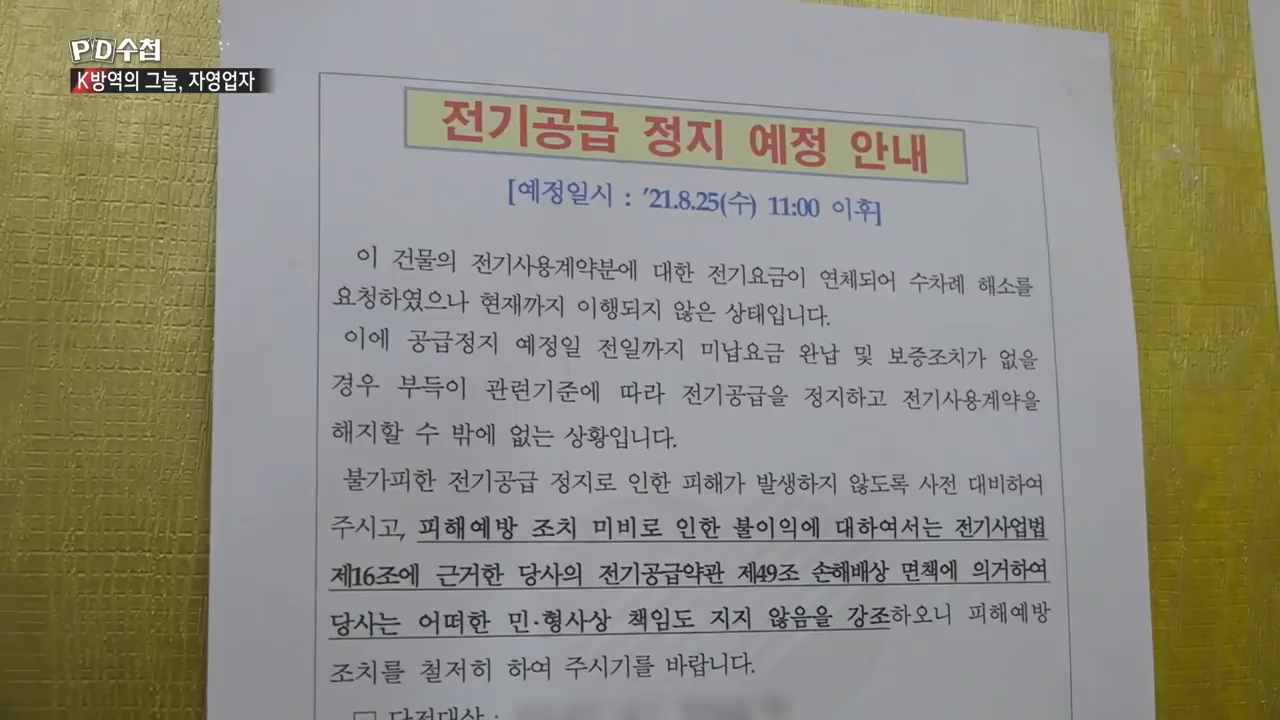 PD수첩
K방역의 그늘, 자영업자
전기공급 정지 예정 안내
[예정일시 : '21.8.25(수) 11:00 이후]
이 건물의 전기사용계약분에 대한 전기요금이 연체되어 수차례 해소를
요청하였으나 현재까지 이행되지 않은 상태입니다.
이에 공급정지 예정일 전일까지 미납요금 완납 및 보증조치가 없을
경우 부득이 관련기준에 따라 전기공급을 정지하고 전기사용계약을
해지할 수 밖에 없는 상황입니다.
불가피한 전기공급 정지로 인한 피해가 발생하지 않도록 사전 대비하여
주시고, 피해예방 조치 미비로 인한 불이익에 대하여서는 전기사업법
제16조에 근거한 당사의 전기공급약관 제49조 손해배상 면책에 의거하여
당사는 어떠한 민·형사상 책임도 지지 않음을 강조하오니 피해예방
조치를 철저히 하여 주시기를 바랍니다.
□ 단전대상 :